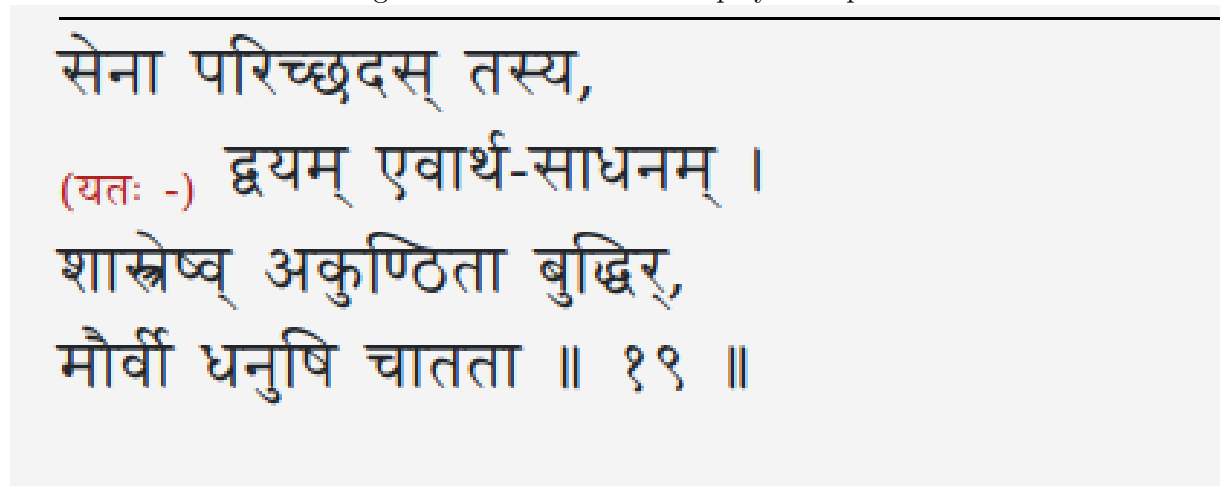 सेना परिच्छदस् तस्य,
(यतः -) द्वयम् एवार्थ-साधनम् ।
शास्त्रेष्व् अकुण्ठिता बुद्धिर्,
मौर्वी धनुषि चातता ॥ १९ ॥